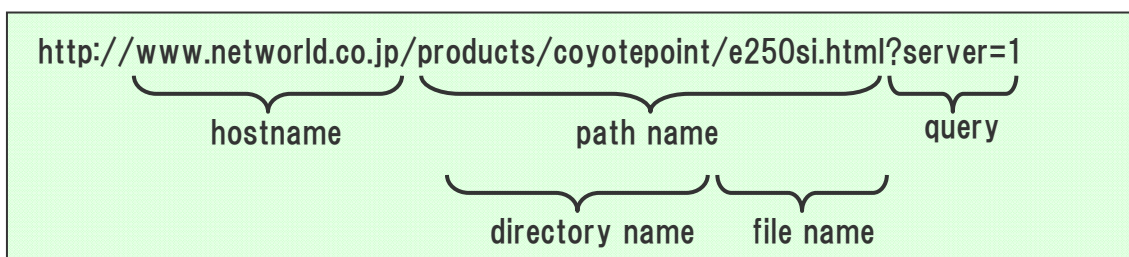 http://www.networld.co.jp/products/coyotepoint/e250si.html?server=1
hostname path name query
directory name file name